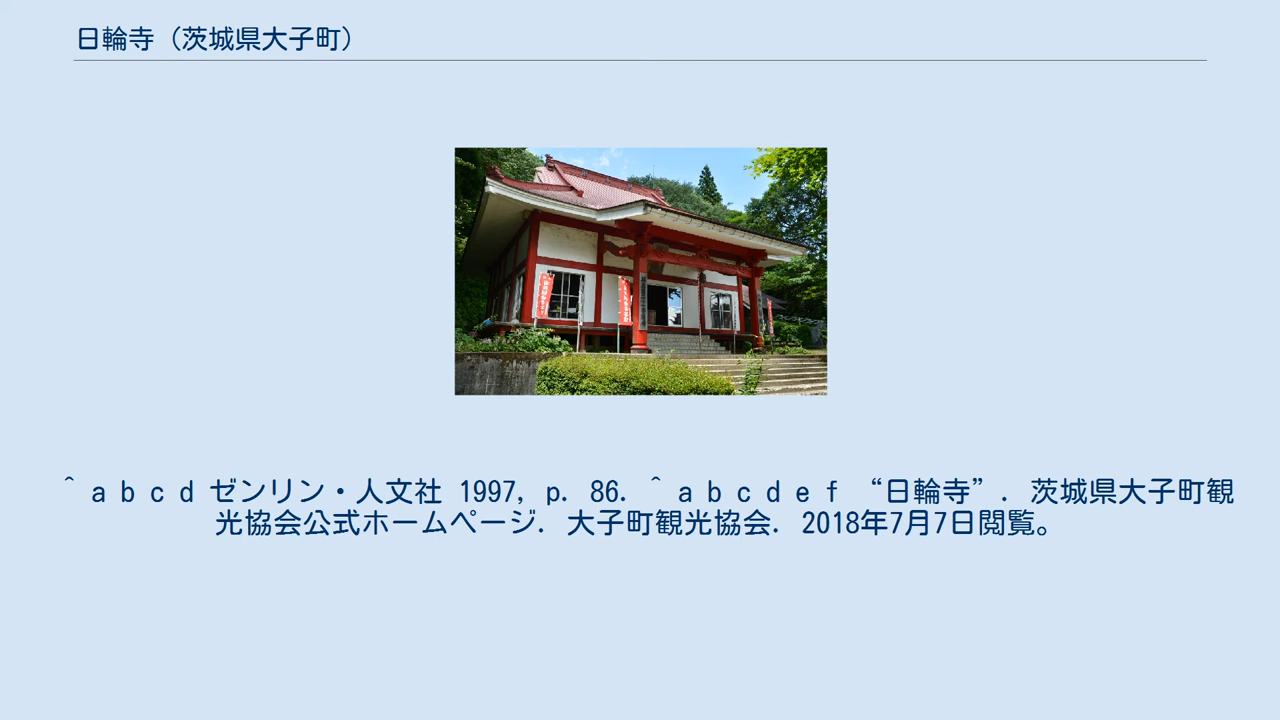 日輪寺（茨城県大子町）
^ a b c d ゼンリン・人文社 1997, p. 86. ^ a b c d e f “日輪寺”. 茨城県大子町観
光協会公式ホームページ. 大子町観光協会. 2018年7月7日閲覧。